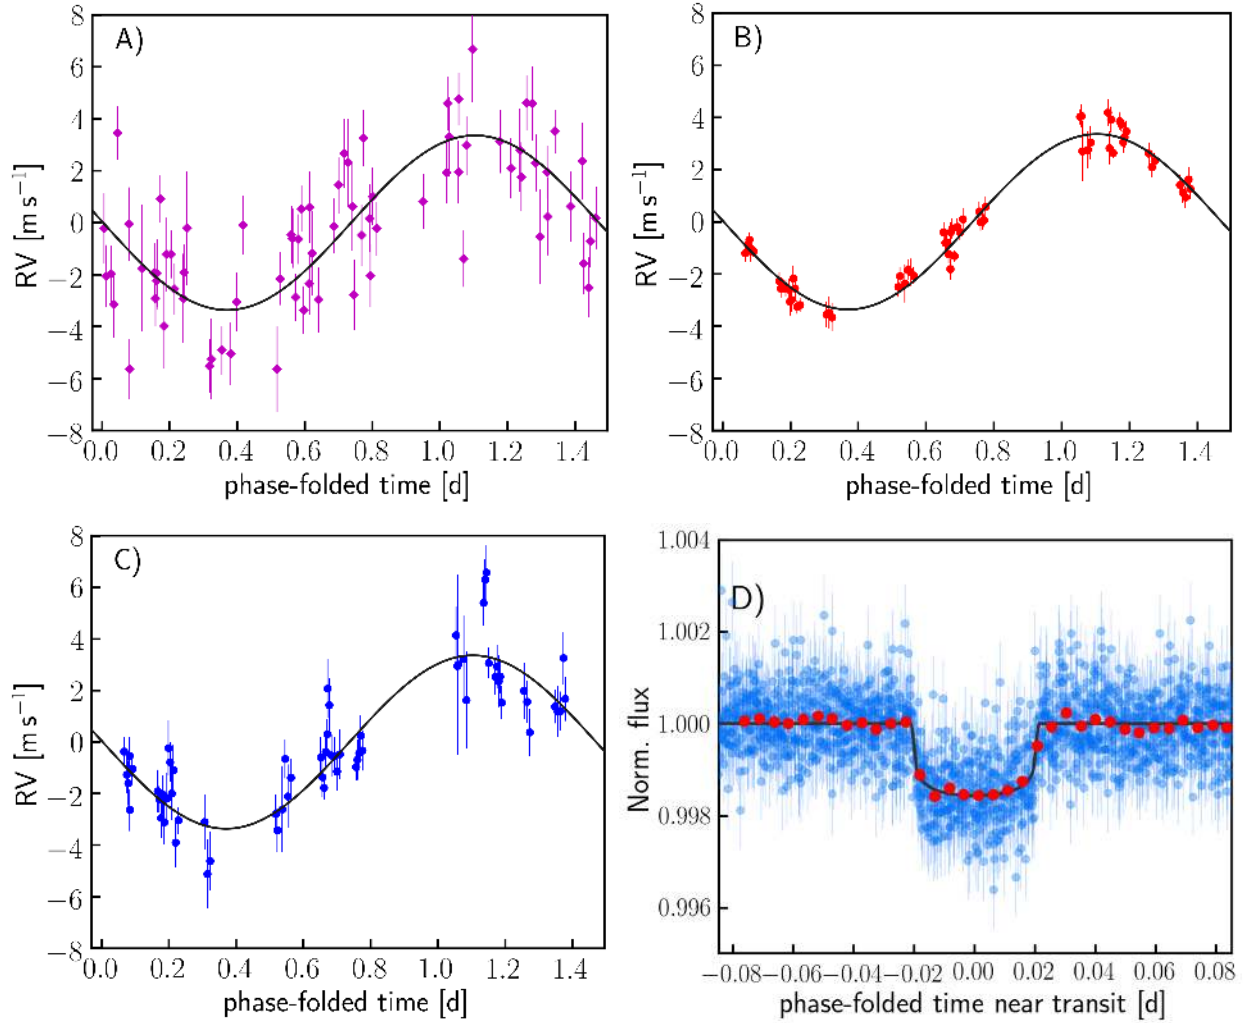 A)
8
6
4
2
0
−2
−4
−6
−8
RV [m s⁻¹]
0.0 0.2 0.4 0.6 0.8 1.0 1.2 1.4
phase-folded time [d]
B)
8
6
4
2
0
−2
−4
−6
−8
RV [m s⁻¹]
0.0 0.2 0.4 0.6 0.8 1.0 1.2 1.4
phase-folded time [d]
C)
8
6
4
2
0
−2
−4
−6
−8
RV [m s⁻¹]
0.0 0.2 0.4 0.6 0.8 1.0 1.2 1.4
phase-folded time [d]
D)
1.004
1.002
1.000
0.998
0.996
Norm. flux
−0.08 −0.06 −0.04 −0.02 0.00 0.02 0.04 0.06 0.08
phase-folded time near transit [d]